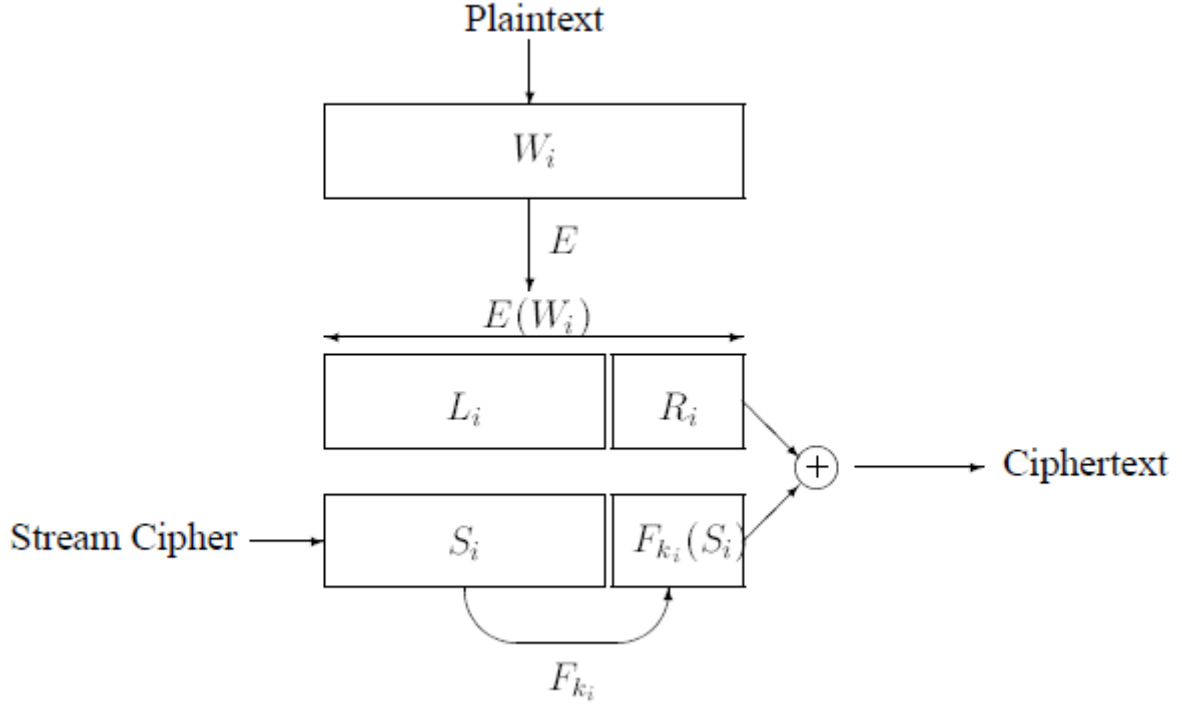 Plaintext
W_i
E
E(W_i)
L_i R_i
+ Ciphertext
Stream Cipher S_i F_{k_i}(S_i)
F_{k_i}